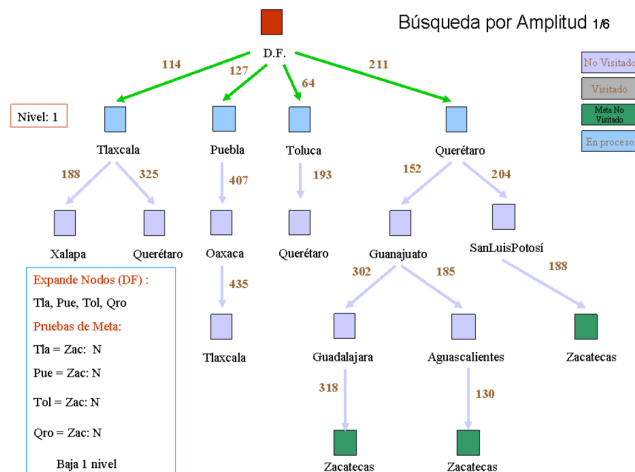 Búsqueda por Amplitud 1/6
D.F.
114
127
64
211
No Visitado
Visitado
Meta No
Visitado
En proceso
Nivel: 1
Tlaxcala
Puebla
Toluca
Querétaro
188
325
407
193
152
204
Xalapa
Querétaro
Oaxaca
Querétaro
Guanajuato
SanLuisPotosí
435
302
185
188
Tlaxcala
Guadalajara
Aguascalientes
Zacatecas
318
130
Zacatecas
Zacatecas
Expande Nodos (DF) :
Tla, Pue, Tol, Qro
Pruebas de Meta:
Tla = Zac: N
Pue = Zac: N
Tol = Zac: N
Qro = Zac: N
Baja 1 nivel